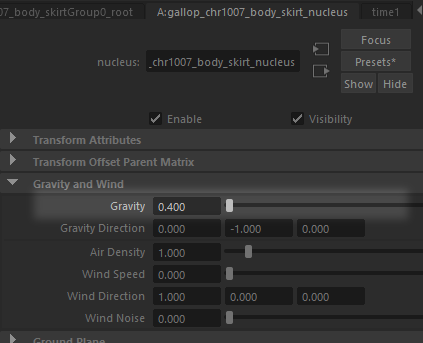 07_body_skirtGroup0_root A:gallop_chr1007_body_skirt_nucleus time1
Focus
nucleus: _chr1007_body_skirt_nucleus Presets*
Show Hide
Enable Visibility
Transform Attributes
Transform Offset Parent Matrix
Gravity and Wind
Gravity 0.400
Gravity Direction 0.000 -1.000 0.000
Air Density 1.000
Wind Speed 0.000
Wind Direction 1.000 0.000 0.000
Wind Noise 0.000
Ground Plane